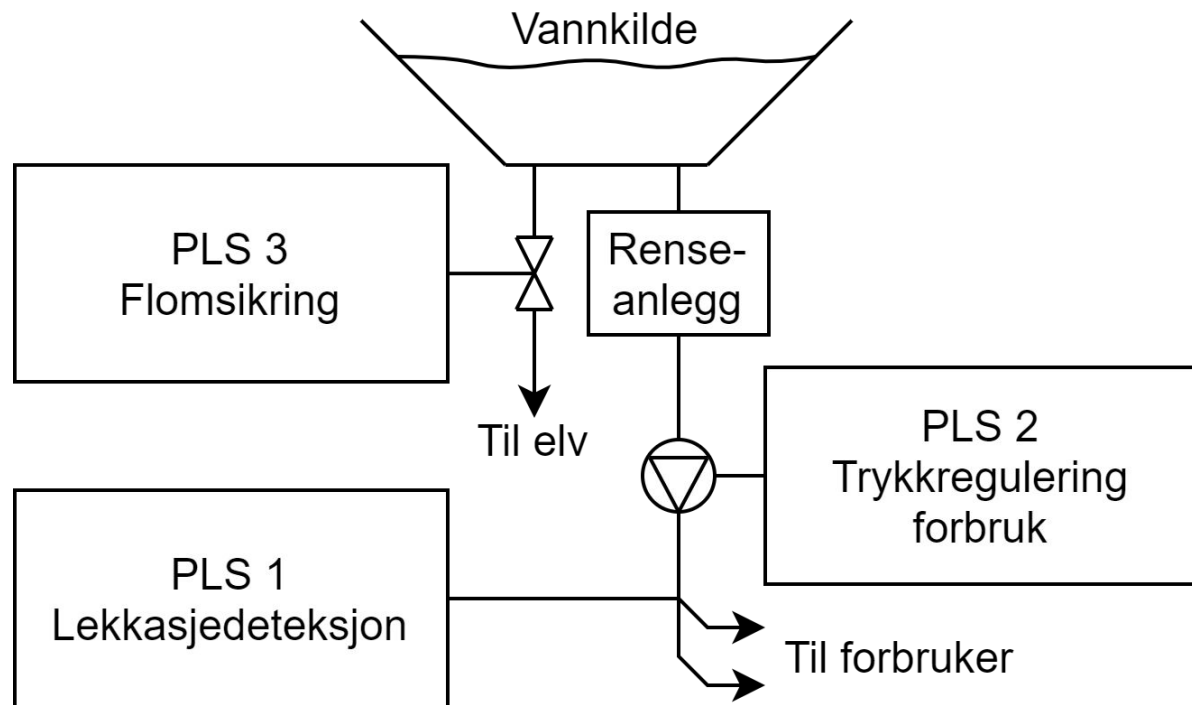 Vannkilde
PLS 3
Flomsikring
Rense-
anlegg
Til elv
PLS 2
Trykkregulering
forbruk
PLS 1
Lekkasjedeteksjon
Til forbruker